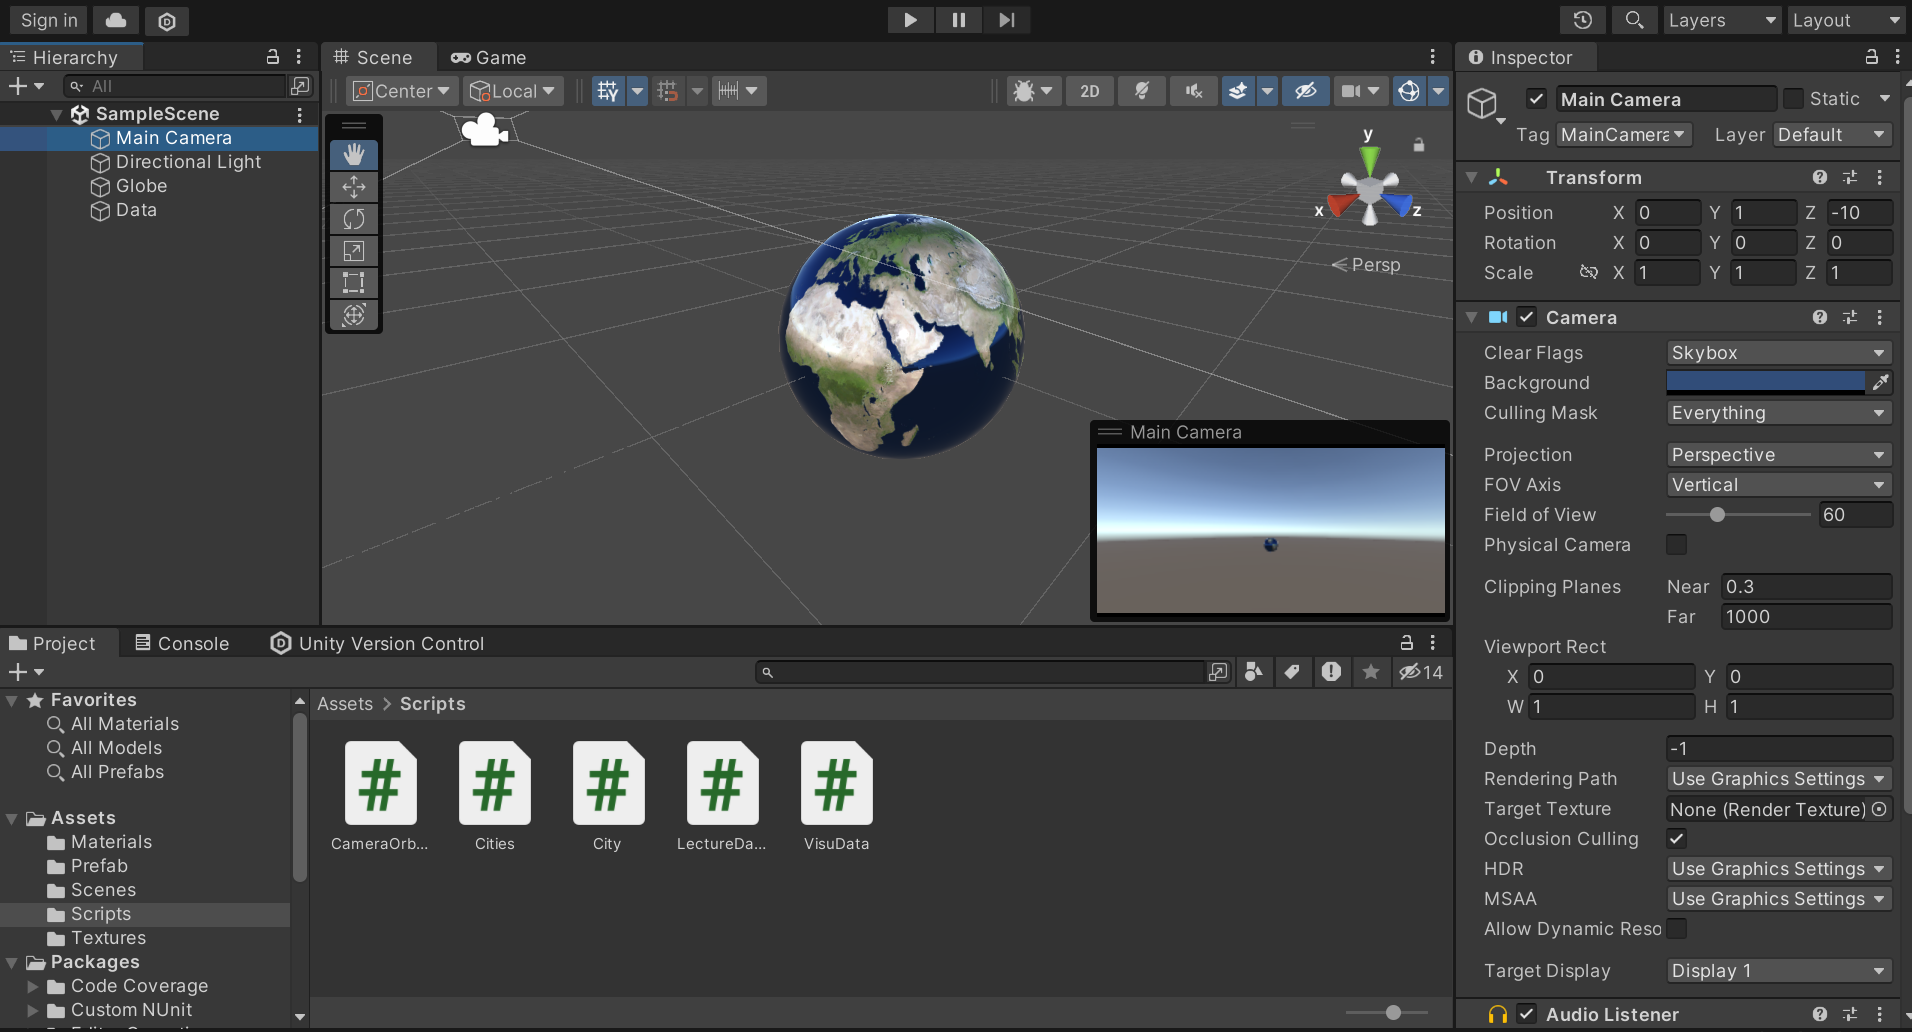 Sign in
Layers
Layout
Hierarchy
All
SampleScene
Main Camera
Directional Light
Globe
Data
Scene
Game
Center
Local
2D
y
x
z
Persp
Main Camera
Inspector
Main Camera
Static
Tag MainCamera Layer Default
Transform
Position X 0 Y 1 Z -10
Rotation X 0 Y 0 Z 0
Scale X 1 Y 1 Z 1
Camera
Clear Flags Skybox
Background
Culling Mask Everything
Projection Perspective
FOV Axis Vertical
Field of View 60
Physical Camera
Clipping Planes Near 0.3
Far 1000
Viewport Rect
X 0 Y 0
W 1 H 1
Depth -1
Rendering Path Use Graphics Settings
Target Texture None (Render Texture)
Occlusion Culling
HDR Use Graphics Settings
MSAA Use Graphics Settings
Allow Dynamic Reso
Target Display Display 1
Audio Listener
Project
Console
Unity Version Control
14
Favorites
All Materials
All Models
All Prefabs
Assets
Materials
Prefab
Scenes
Scripts
Textures
Packages
Code Coverage
Custom NUnit
Assets > Scripts
CameraOrb...
Cities
City
LectureDa...
VisuData